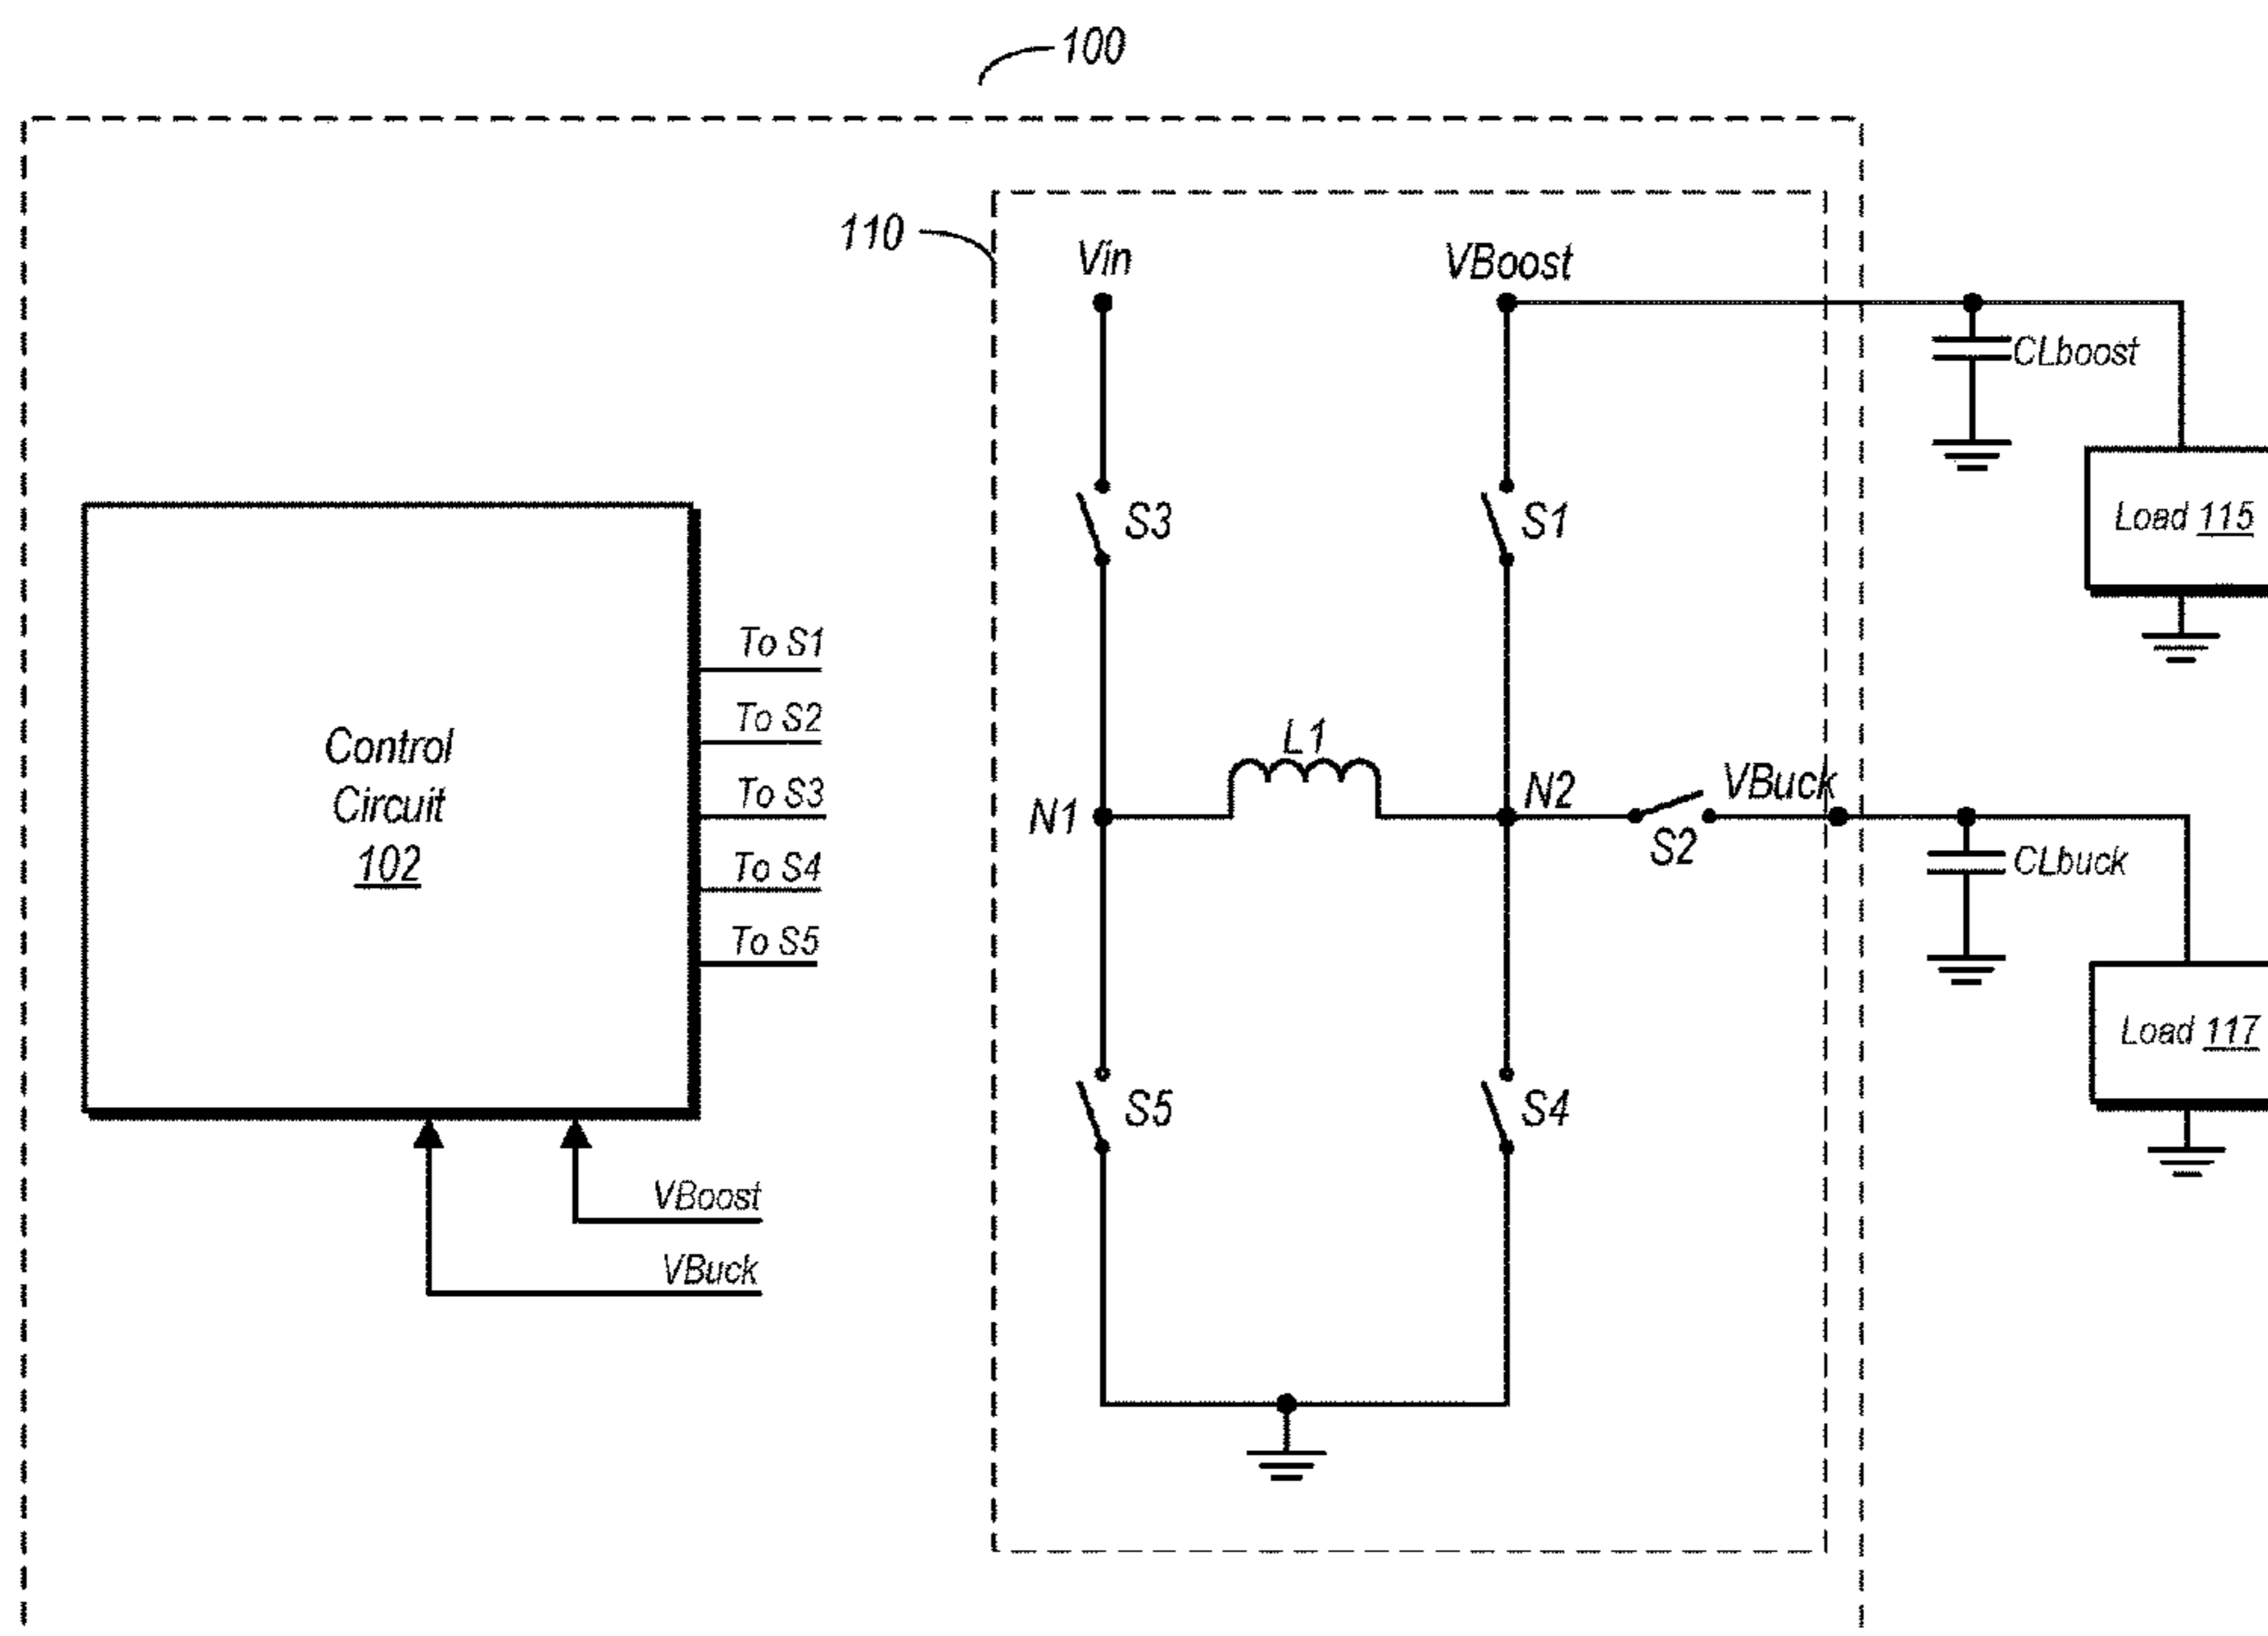 100
110
Vin
VBoost
CLboost
S3
S1
Load 115
To S1
To S2
L1
Control
Circuit
102
To S3
N1
N2
VBuck
S2
To S4
CLbuck
To S5
Load 117
S5
S4
VBoost
VBuck